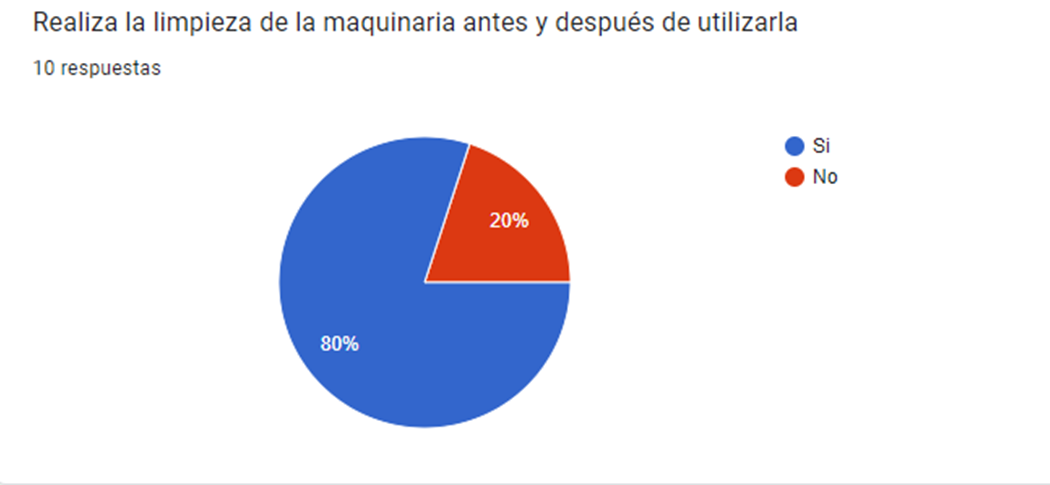 Realiza la limpieza de la maquinaria antes y después de utilizarla
10 respuestas
Si
No
20%
80%